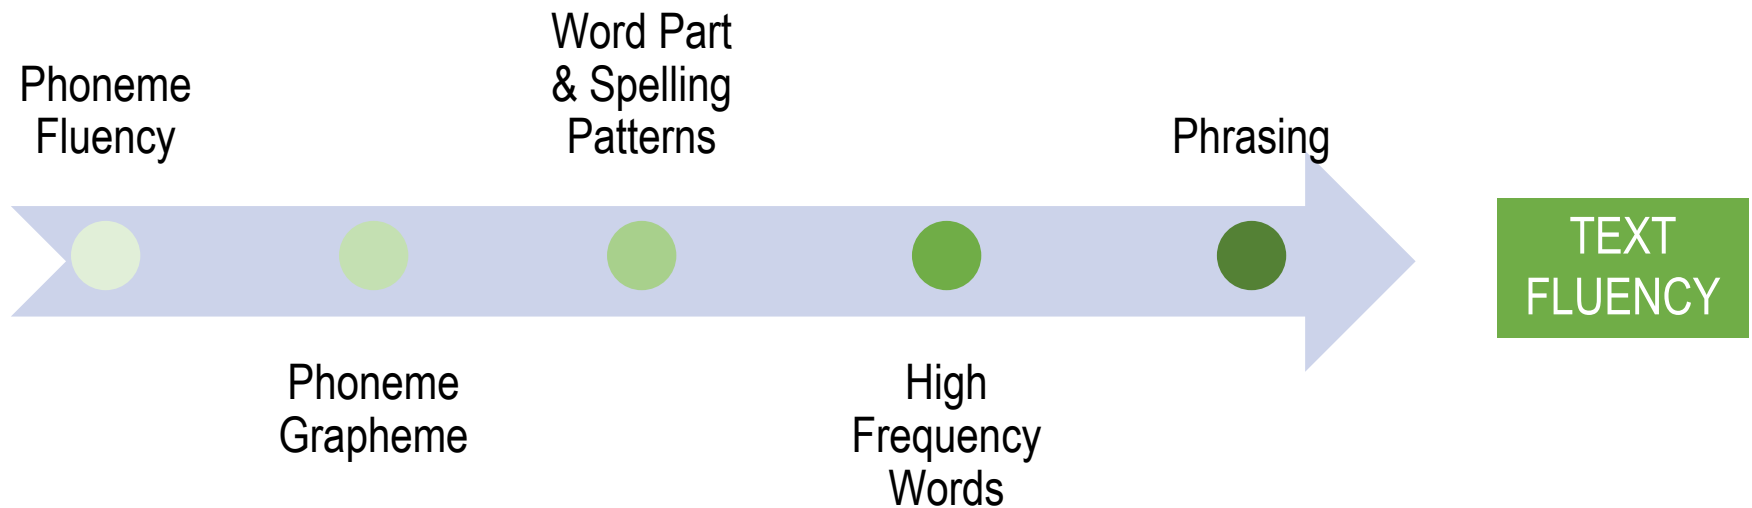 Phoneme
Fluency
Phoneme
Grapheme
Word Part
& Spelling
Patterns
High
Frequency
Words
Phrasing
TEXT
FLUENCY